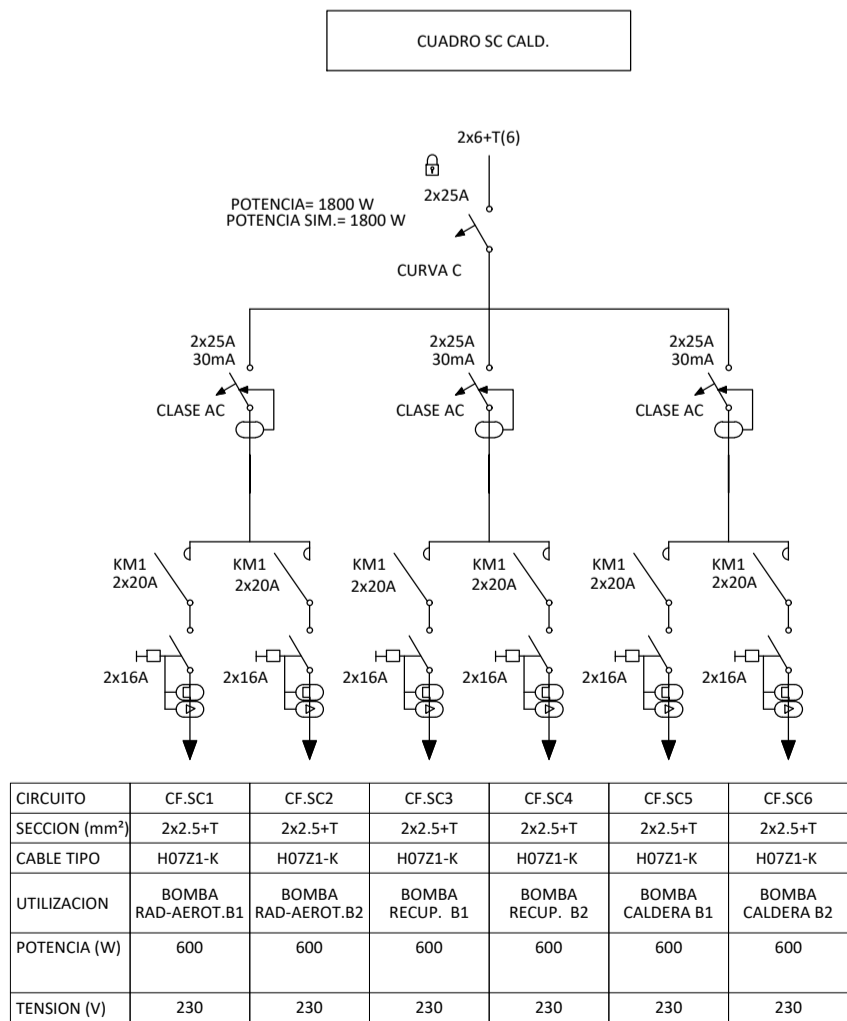 CUADRO SC CALD.
2x6+T(6)
2x25A
POTENCIA= 1800 W
POTENCIA SIM.= 1800 W
CURVA C
2x25A 2x25A 2x25A
30mA 30mA 30mA
CLASE AC CLASE AC CLASE AC
KM1 KM1 KM1 KM1 KM1 KM1
2x20A 2x20A 2x20A 2x20A 2x20A 2x20A
2x16A 2x16A 2x16A 2x16A 2x16A 2x16A
CIRCUITO CF.SC1 CF.SC2 CF.SC3 CF.SC4 CF.SC5 CF.SC6
SECCION (mm²) 2x2.5+T 2x2.5+T 2x2.5+T 2x2.5+T 2x2.5+T 2x2.5+T
CABLE TIPO H07Z1-K H07Z1-K H07Z1-K H07Z1-K H07Z1-K H07Z1-K
UTILIZACION BOMBA BOMBA BOMBA BOMBA BOMBA BOMBA
RAD-AEROT.B1 RAD-AEROT.B2 RECUP. B1 RECUP. B2 CALDERA B1 CALDERA B2
POTENCIA (W) 600 600 600 600 600 600
TENSION (V) 230 230 230 230 230 230